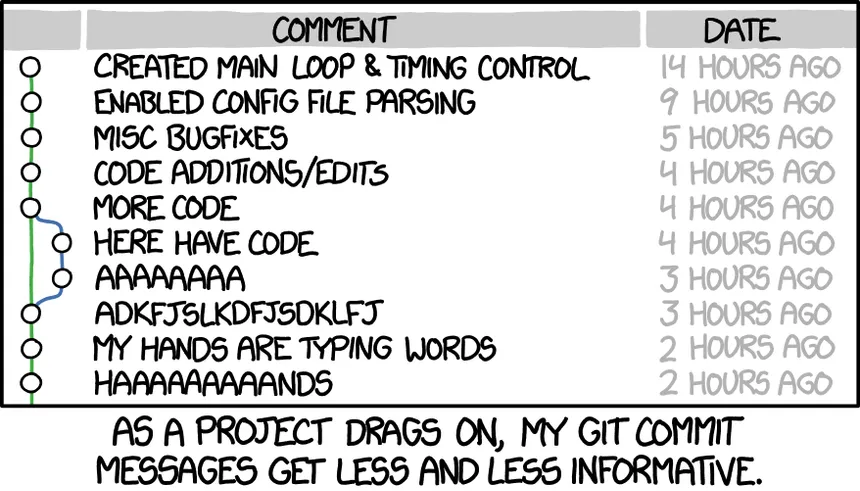 COMMENT DATE
CREATED MAIN LOOP & TIMING CONTROL 14 HOURS AGO
ENABLED CONFIG FILE PARSING 9 HOURS AGO
MISC BUGFIXES 5 HOURS AGO
CODE ADDITIONS/EDITS 4 HOURS AGO
MORE CODE 4 HOURS AGO
HERE HAVE CODE 4 HOURS AGO
AAAAAAAA 3 HOURS AGO
ADKFJSLKDFJSDKLFJ 3 HOURS AGO
MY HANDS ARE TYPING WORDS 2 HOURS AGO
HAAAAAAAAANDS 2 HOURS AGO
AS A PROJECT DRAGS ON, MY GIT COMMIT
MESSAGES GET LESS AND LESS INFORMATIVE.